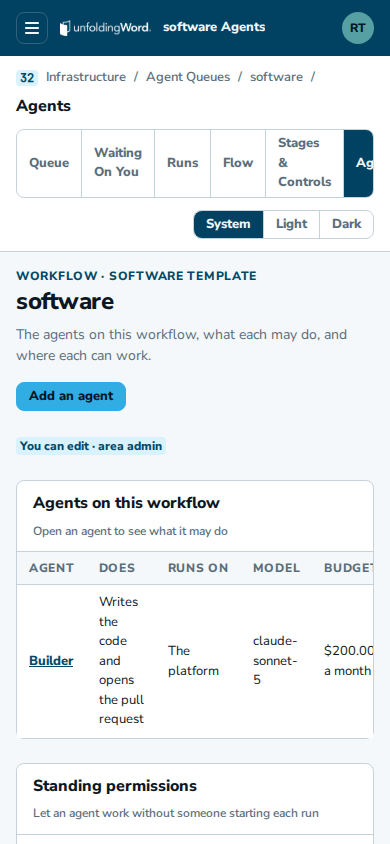 unfoldingWord. software Agents RT
32 Infrastructure / Agent Queues / software /
Agents
Queue
Waiting
On You
Runs
Flow
Stages
&
Controls
Ag
System Light Dark
WORKFLOW · SOFTWARE TEMPLATE
software
The agents on this workflow, what each may do, and
where each can work.
Add an agent
You can edit · area admin
Agents on this workflow
Open an agent to see what it may do
AGENT DOES RUNS ON MODEL BUDGET
Builder
Writes
the
code
and
opens
the pull
request
The
platform
claude-
sonnet-
5
$200.00
a month
Standing permissions
Let an agent work without someone starting each run